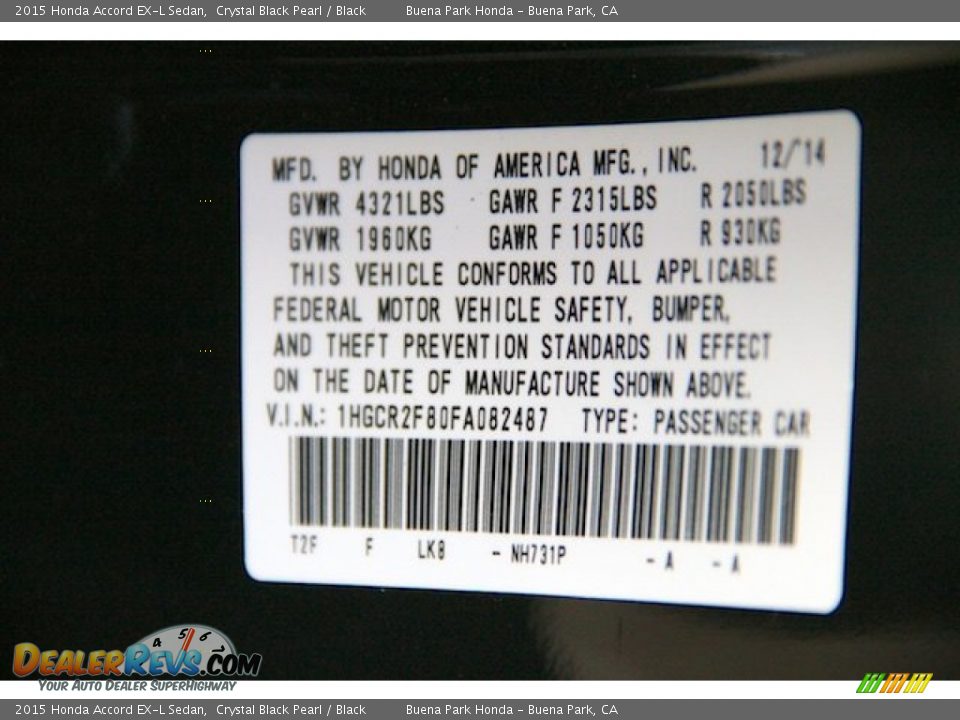 2015 Honda Accord EX-L Sedan, Crystal Black Pearl / Black Buena Park Honda - Buena Park, CA
MFD. BY HONDA OF AMERICA MFG., INC. 12/'14
GVWR 4321LBS GAWR F 2315LBS R 2050LBS
GVWR 1960KG GAWR F 1050KG R 930KG
THIS VEHICLE CONFORMS TO ALL APPLICABLE
FEDERAL MOTOR VEHICLE SAFETY, BUMPER,
AND THEFT PREVENTION STANDARDS IN EFFECT
ON THE DATE OF MANUFACTURE SHOWN ABOVE.
V.I.N.: 1HGCR2F80FA082487 TYPE: PASSENGER CAR
T2F F LK8 - NH731P - A - A
4 5 6
DEALERREVS.COM
YOUR AUTO DEALER SUPERHIGHWAY
2015 Honda Accord EX-L Sedan, Crystal Black Pearl / Black Buena Park Honda - Buena Park, CA